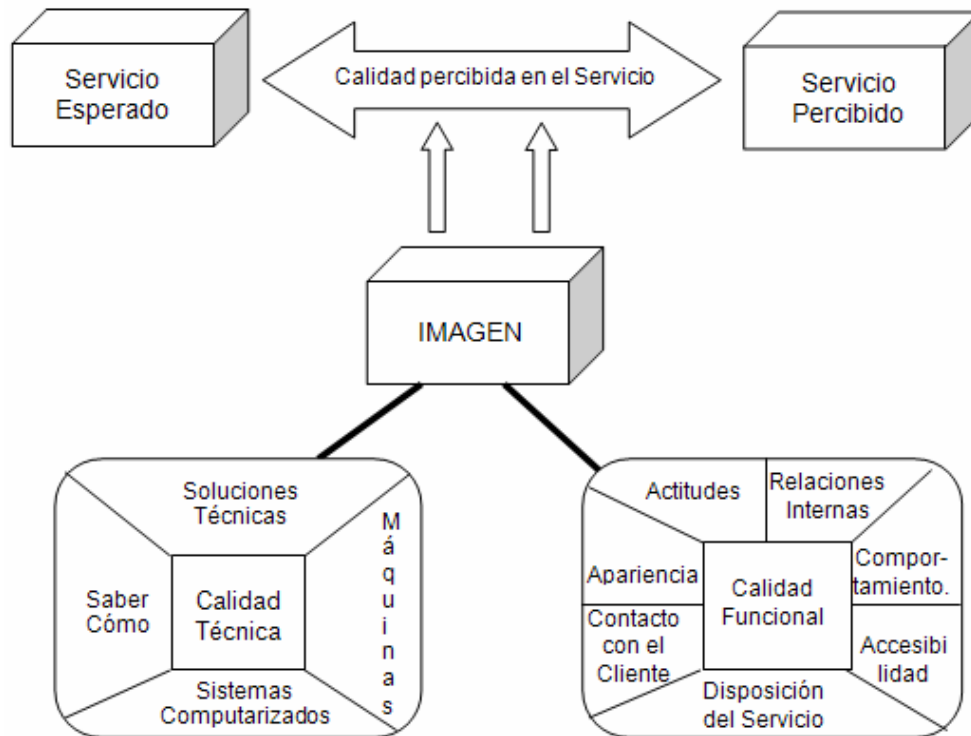 Servicio
Esperado
Calidad percibida en el Servicio
Servicio
Percibido
IMAGEN
Soluciones
Técnicas
Saber
Cómo
Calidad
Técnica
Máquinas
Sistemas
Computarizados
Actitudes
Relaciones
Internas
Apariencia
Calidad
Funcional
Compor-
tamiento.
Contacto
con el
Cliente
Accesibi
lidad
Disposición
del Servicio